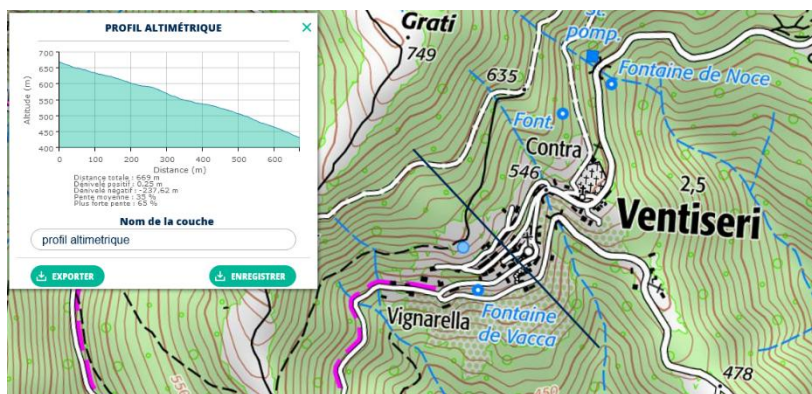 PROFIL ALTIMÉTRIQUE
×
700
650
600
550
500
450
400
Altitude (m)
0 100 200 300 400 500 600
Distance (m)
Distance totale : 669 m
Dénivelé positif : 0,25 m
Dénivelé négatif : -237,62 m
Pente moyenne : 35 %
Plus forte pente : 65 %
Nom de la couche
profil altimetrique
EXPORTER
ENREGISTRER
Grati
749
pomp.
635
Fontaine de Noce
Font.
Contra
546
2,5
Ventiseri
Vignarella
Fontaine
de Vacca
478
550
450